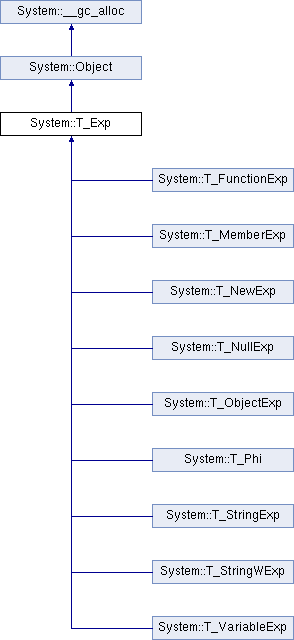 System::__gc_alloc
System::Object
System::T_Exp
System::T_FunctionExp
System::T_MemberExp
System::T_NewExp
System::T_NullExp
System::T_ObjectExp
System::T_Phi
System::T_StringExp
System::T_StringWExp
System::T_VariableExp